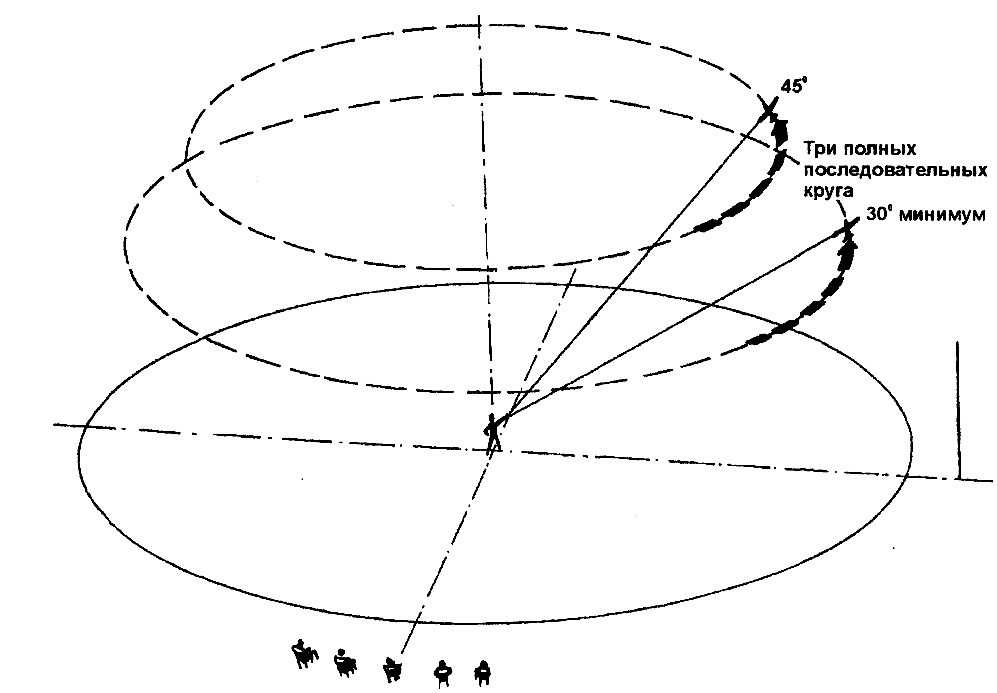 45°
Три полных
последовательных
круга
30° минимум